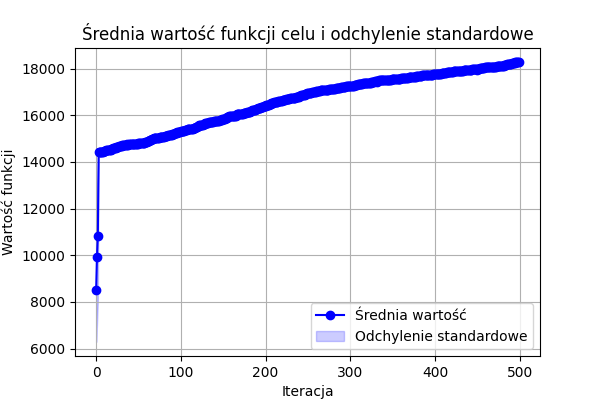 Średnia wartość funkcji celu i odchylenie standardowe
Wartość funkcji
18000
16000
14000
12000
10000
8000
6000
0 100 200 300 400 500
Iteracja
Średnia wartość
Odchylenie standardowe